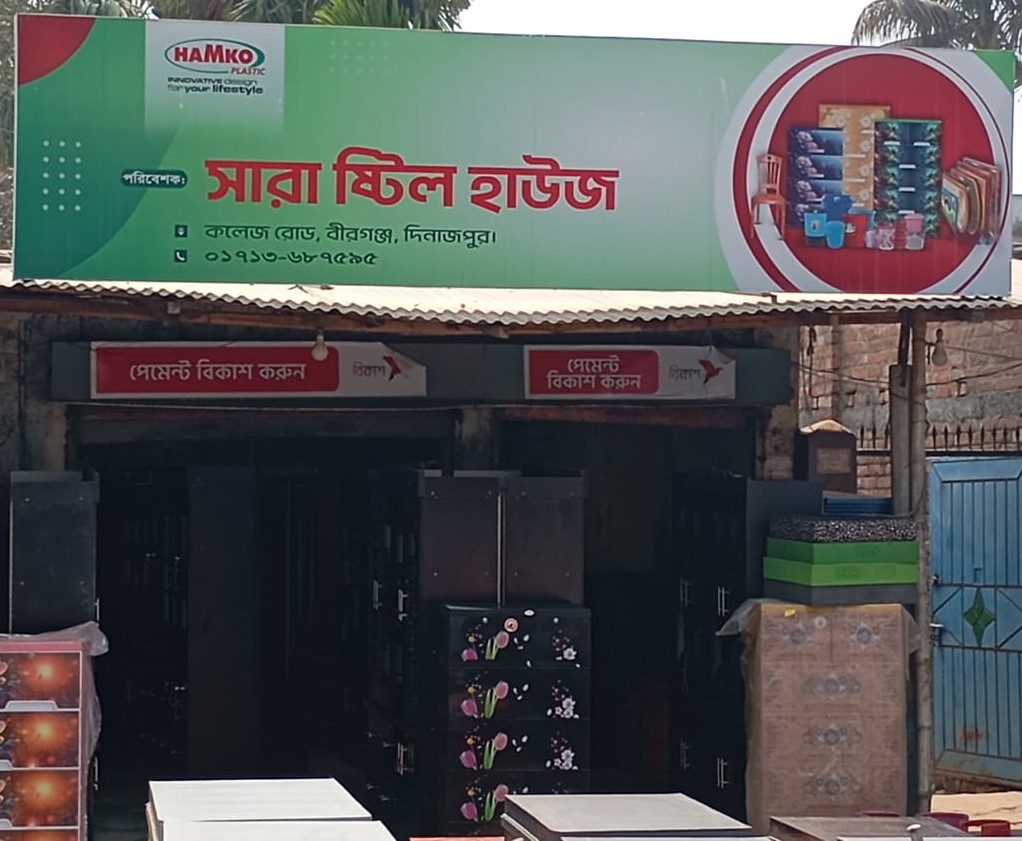 HAMKO
PLASTIC
INNOVATIVE design
for your lifestyle
পরিবেশক:
সারা ষ্টিল হাউজ
কলেজ রোড, বীরগঞ্জ, দিনাজপুর।
০১৭১৩-৬৮৭৫৯৫
পেমেন্ট বিকাশ করুন
বিকাশ
পেমেন্ট
বিকাশ করুন
বিকাশ